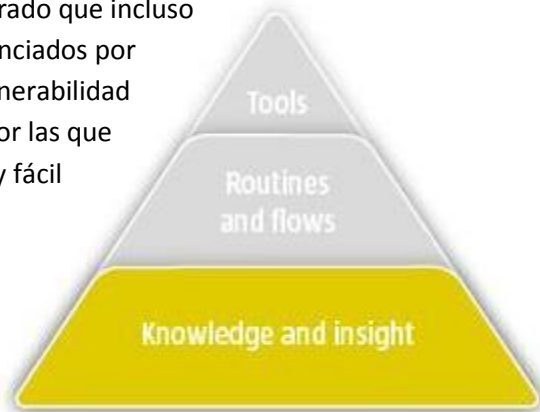 rado que incluso
nciados por
nerabilidad
or las que
y fácil
Tools
Routines
and flows
Knowledge and insight